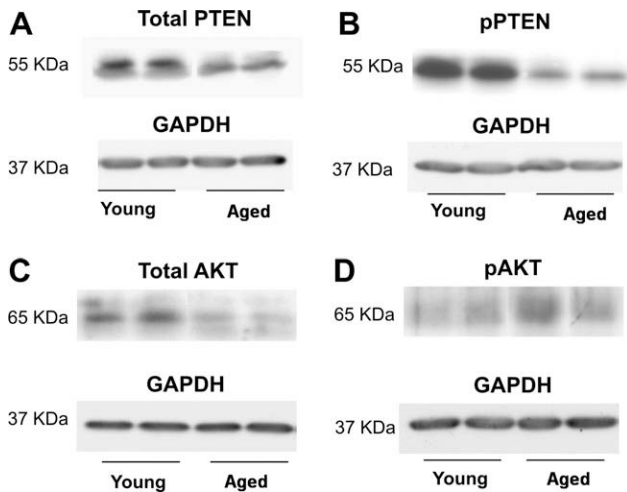 A
Total PTEN
55 KDa
GAPDH
37 KDa
Young Aged
B
pPTEN
55 KDa
GAPDH
37 KDa
Young Aged
C
Total AKT
65 KDa
GAPDH
37 KDa
Young Aged
D
pAKT
65 KDa
GAPDH
37 KDa
Young Aged